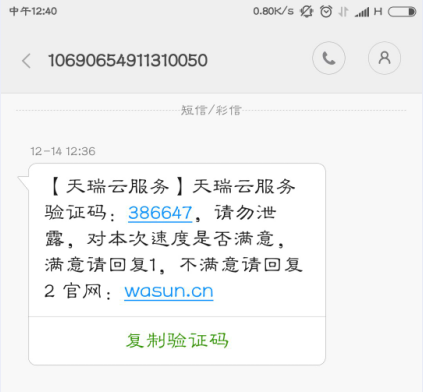 中午12:40
0.80K/s
H
10690654911310050
短信/彩信
12-14 12:36
【天瑞云服务】天瑞云服务
验证码：386647，请勿泄
露，对本次速度是否满意，
满意请回复1，不满意请回复
2 官网：wasun.cn
复制验证码